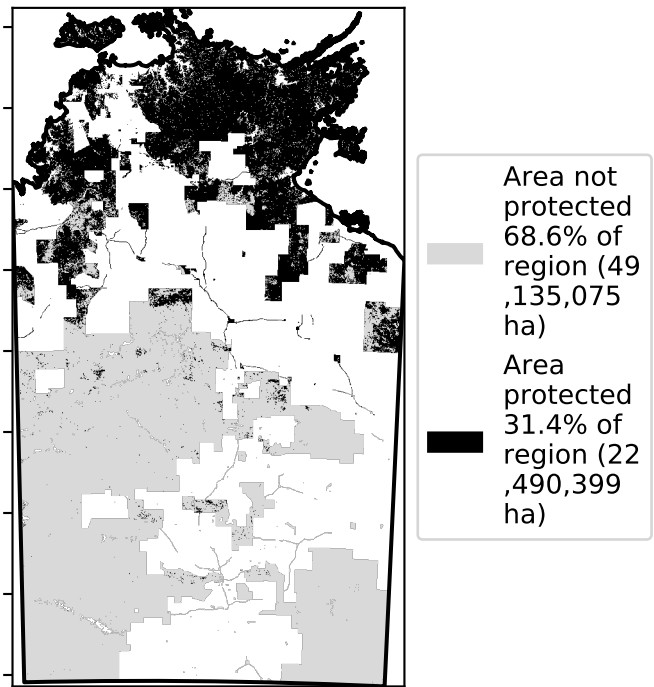 Area not
protected
68.6% of
region (49
,135,075
ha)
Area
protected
31.4% of
region (22
,490,399
ha)